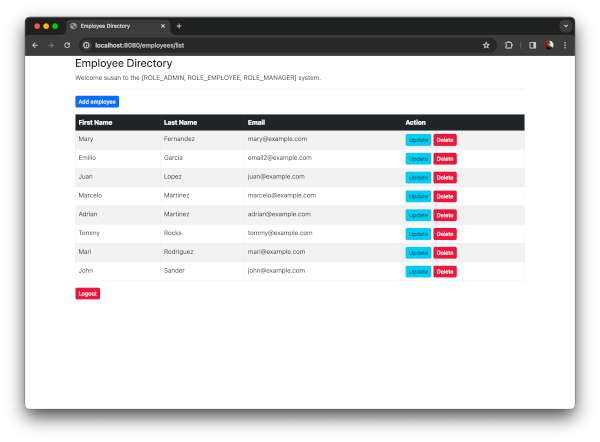 Employee Directory
localhost:8080/employees/list
Employee Directory
Welcome susan to the [ROLE_ADMIN, ROLE_EMPLOYEE, ROLE_MANAGER] system.
Add employee
First Name Last Name Email Action
Mary Fernandez mary@example.com Update Delete
Emilio Garcia email2@example.com Update Delete
Juan Lopez juan@example.com Update Delete
Marcelo Martinez marcelo@example.com Update Delete
Adrian Martinez adrian@example.com Update Delete
Tommy Rocks tommy@example.com Update Delete
Mari Rodriguez mari@example.com Update Delete
John Sander john@example.com Update Delete
Logout